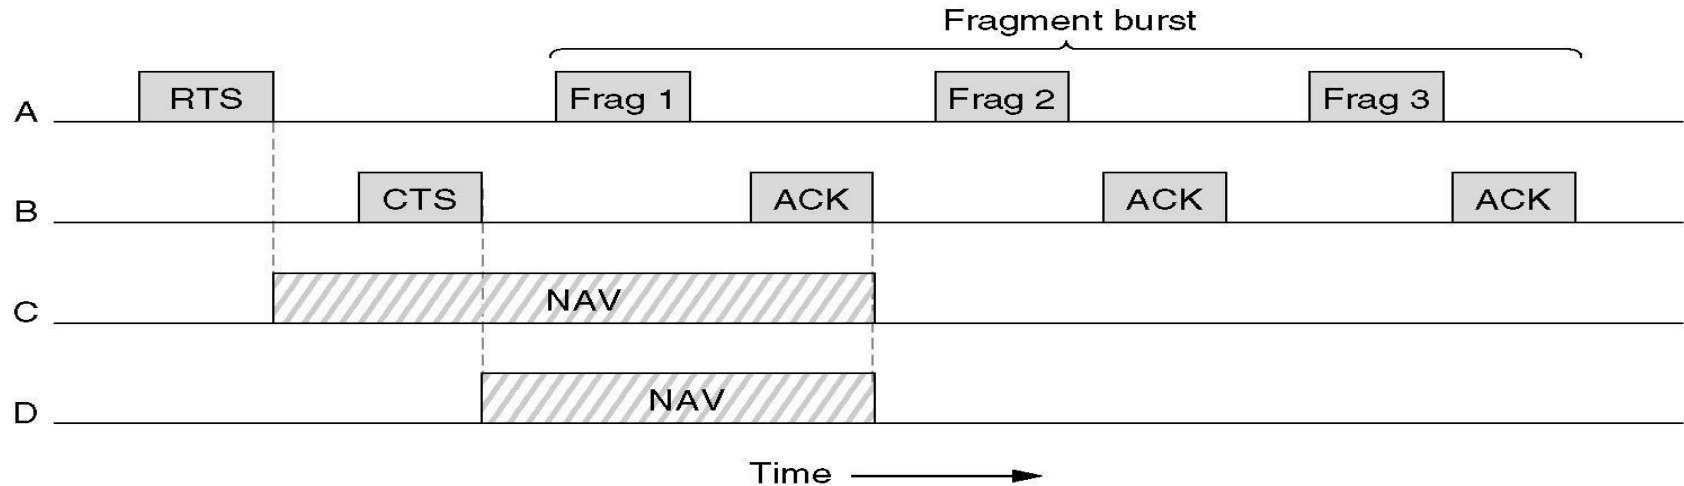 Fragment burst
A RTS Frag 1 Frag 2 Frag 3
B CTS ACK ACK ACK
C NAV
D NAV
Time